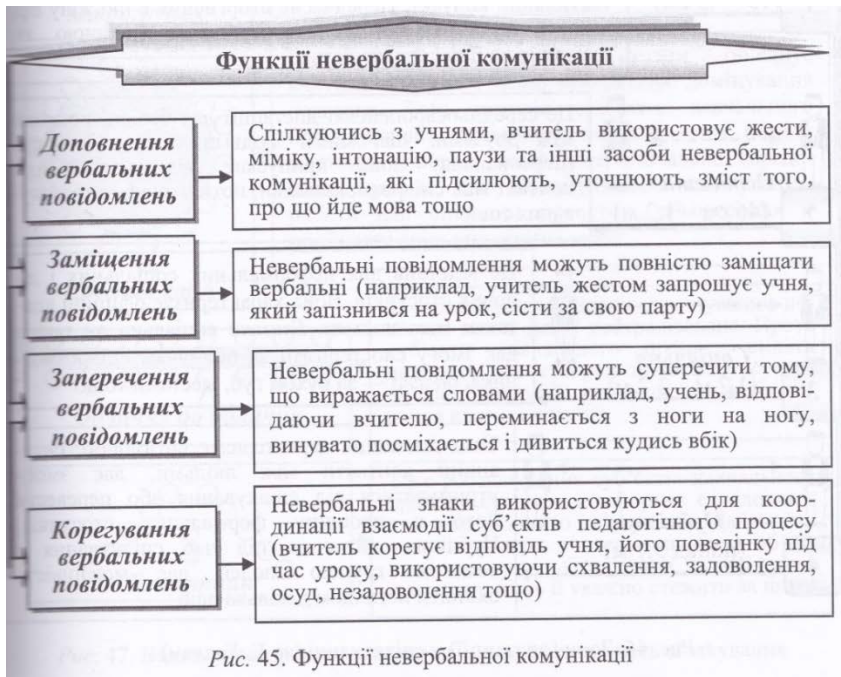 Функції невербальної комунікації
Доповнення
вербальних
повідомлень
Спілкуючись з учнями, вчитель використовує жести,
міміку, інтонацію, паузи та інші засоби невербальної
комунікації, які підсилюють, уточнюють зміст того,
про що йде мова тощо
Заміщення
вербальних
повідомлень
Невербальні повідомлення можуть повністю заміщати
вербальні (наприклад, учитель жестом запрошує учня,
який запізнився на урок, сісти за свою парту)
Заперечення
вербальних
повідомлень
Невербальні повідомлення можуть суперечити тому,
що виражається словами (наприклад, учень, відпові-
даючи вчителю, переминається з ноги на ногу,
винувато посміхається і дивиться кудись вбік)
Корегування
вербальних
повідомлень
Невербальні знаки використовуються для коор-
динації взаємодії суб’єктів педагогічного процесу
(вчитель корегує відповідь учня, його поведінку під
час уроку, використовуючи схвалення, задоволення,
осуд, незадоволення тощо)
Рис. 45. Функції невербальної комунікації